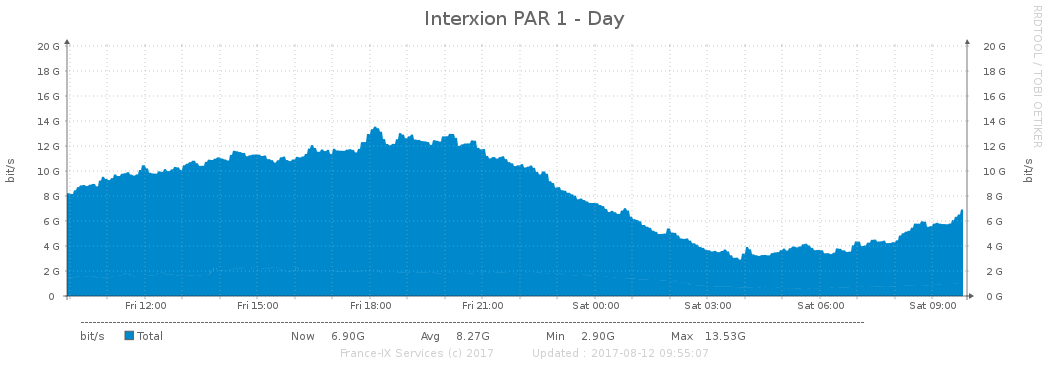 Interxion PAR 1 - Day
RRDTOOL / TOBI OETIKER
bit/s
bit/s
20 G 20 G
18 G 18 G
16 G 16 G
14 G 14 G
12 G 12 G
10 G 10 G
8 G 8 G
6 G 6 G
4 G 4 G
2 G 2 G
0 0 G
Fri 12:00 Fri 15:00 Fri 18:00 Fri 21:00 Sat 00:00 Sat 03:00 Sat 06:00 Sat 09:00
bit/s Total Now 6.90G Avg 8.27G Min 2.90G Max 13.53G
France-IX Services (c) 2017 Updated : 2017-08-12 09:55:07